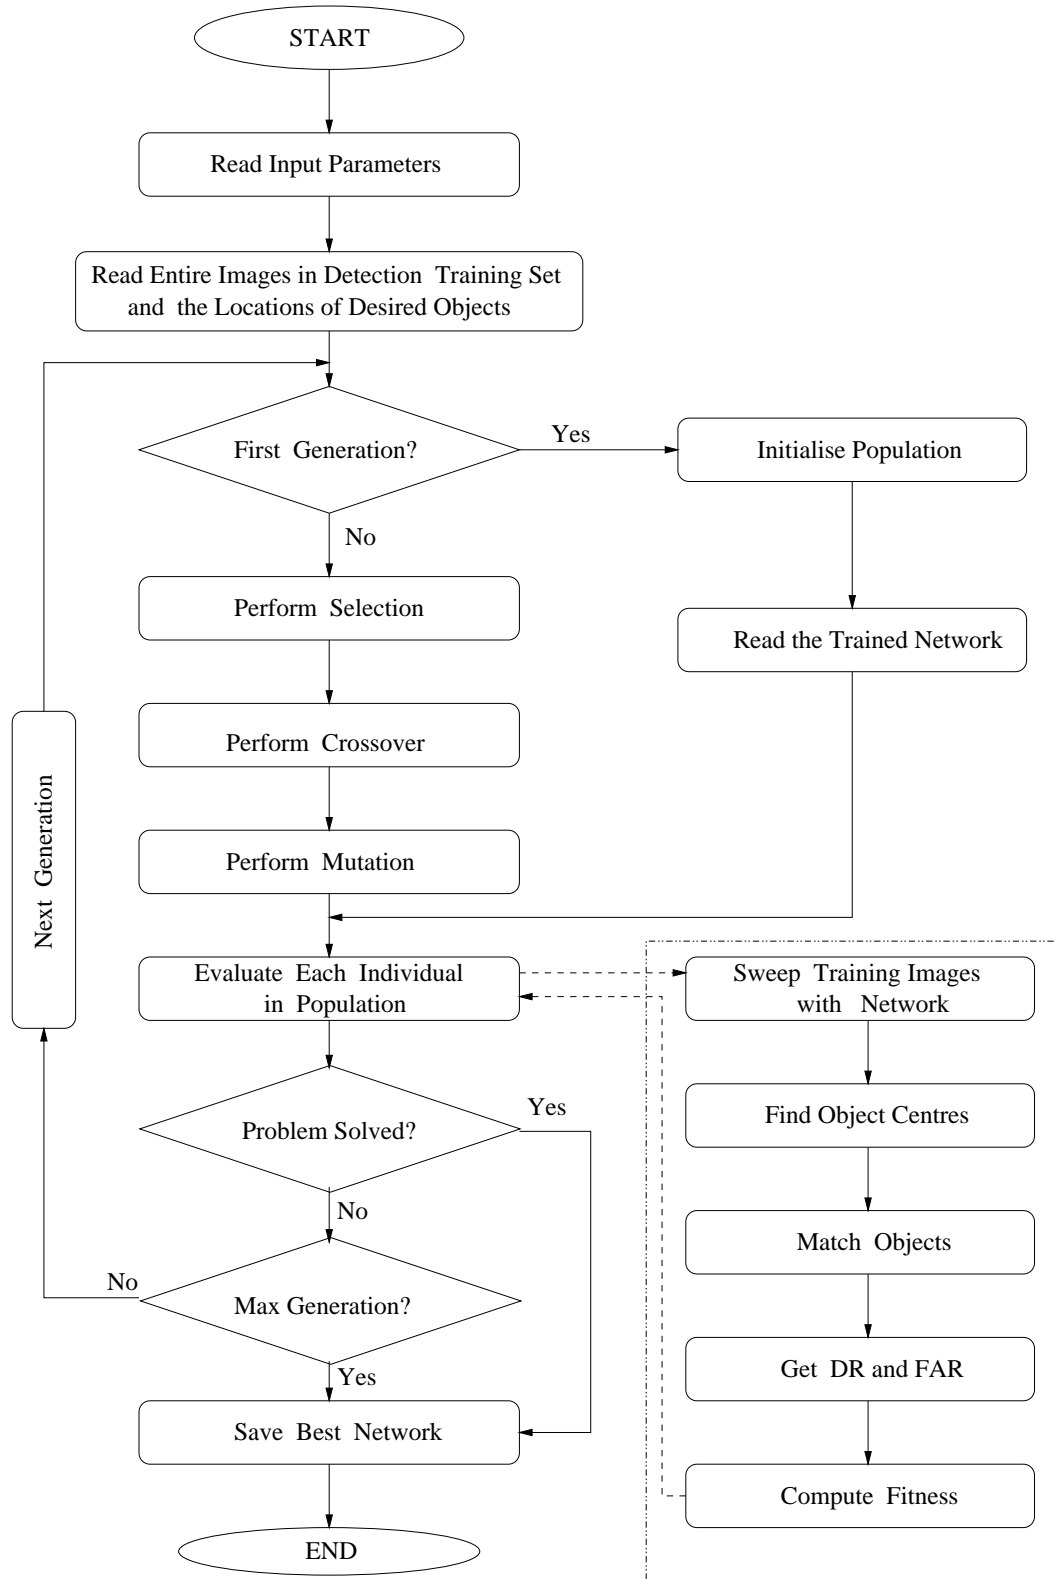 START
Read Input Parameters
Read Entire Images in Detection Training Set
and the Locations of Desired Objects
First Generation?
Yes
Initialise Population
No
Perform Selection
Read the Trained Network
Perform Crossover
Next Generation
Perform Mutation
Evaluate Each Individual
in Population
Sweep Training Images
with Network
Find Object Centres
Problem Solved?
Yes
No
Match Objects
Max Generation?
No
Yes
Get DR and FAR
Save Best Network
Compute Fitness
END